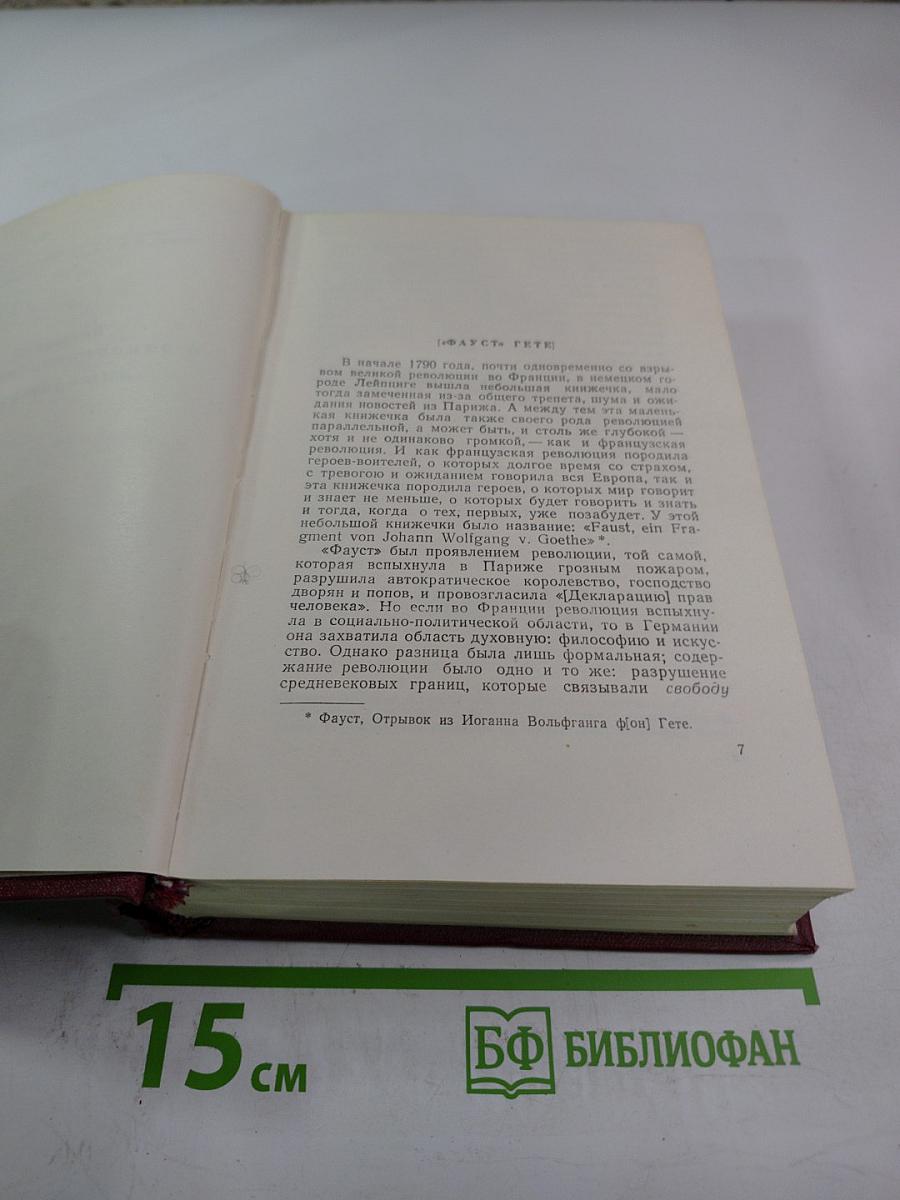 [«ФАУСТ» ГЕТЕ]
В начале 1790 года, почти одновременно со взры-
вом великой революции во Франции, в немецком го-
роде Лейпциге вышла небольшая книжечка, мало
тогда замеченная из-за общего трепета, шума и ожи-
дания новостей из Парижа. А между тем эта малень-
кая книжечка была также своего рода революцией
параллельной, а может быть, и столь же глубокой —
хотя и не одинаково громкой, — как и французская
революция. И как французская революция породила
героев-воителей, о которых долгое время со страхом,
с тревогою и ожиданием говорила вся Европа, так и
эта книжечка породила героев, о которых мир говорит
и знает не меньше, о которых будет говорить и знать
и тогда, когда о тех, первых, уже позабудет. У этой
небольшой книжечки было название: «Faust, ein Fra-
gment von Johann Wolfgang v. Goethe» *.
«Фауст» был проявлением революции, той самой,
которая вспыхнула в Париже грозным пожаром,
разрушила автократическое королевство, господство
дворян и попов, и провозгласила «[Декларацию] прав
человека». Но если во Франции революция вспыхну-
ла в социально-политической области, то в Германии
она захватила область духовную: философию и искус-
ство. Однако разница была лишь формальная; содер-
жание революции было одно и то же: разрушение
средневековых границ, которые связывали свободу
* Фауст, Отрывок из Иоганна Вольфганга ф[он] Гете.
7
15 см
БФ БИБЛИОФАН